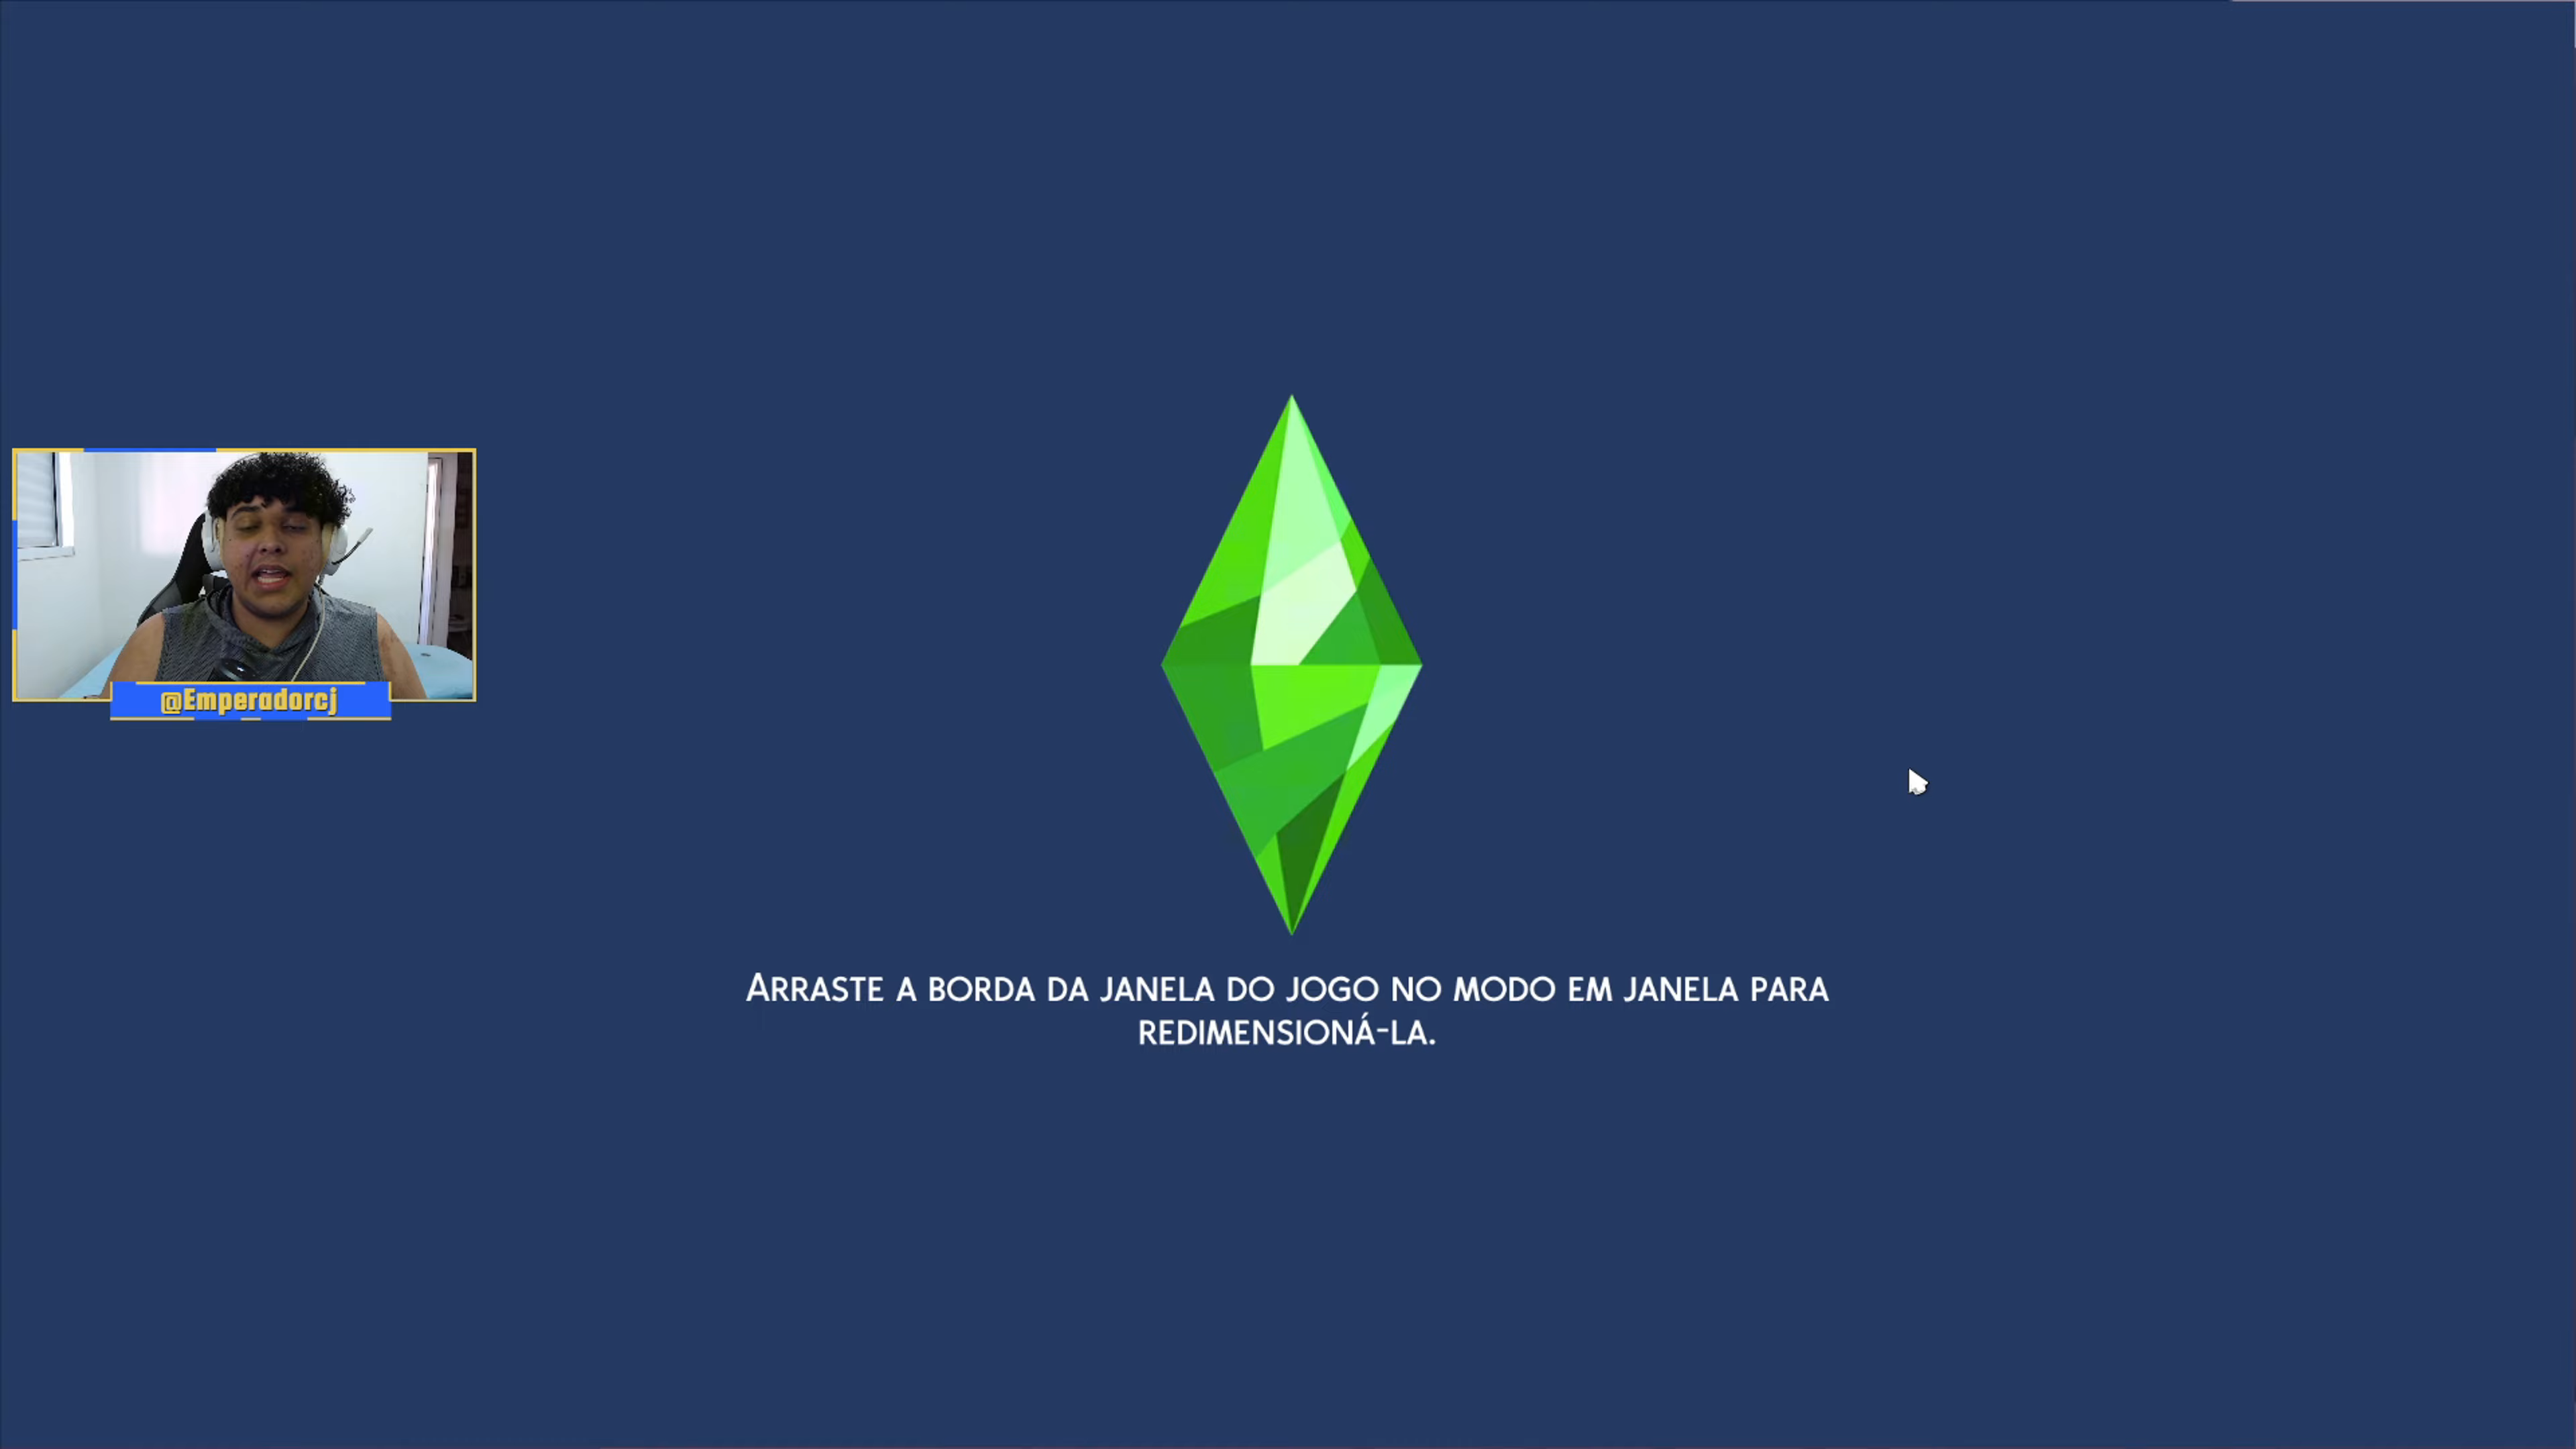 @Emperadorcj
ARRASTE A BORDA DA JANELA DO JOGO NO MODO EM JANELA PARA
REDIMENSIONÁ-LA.